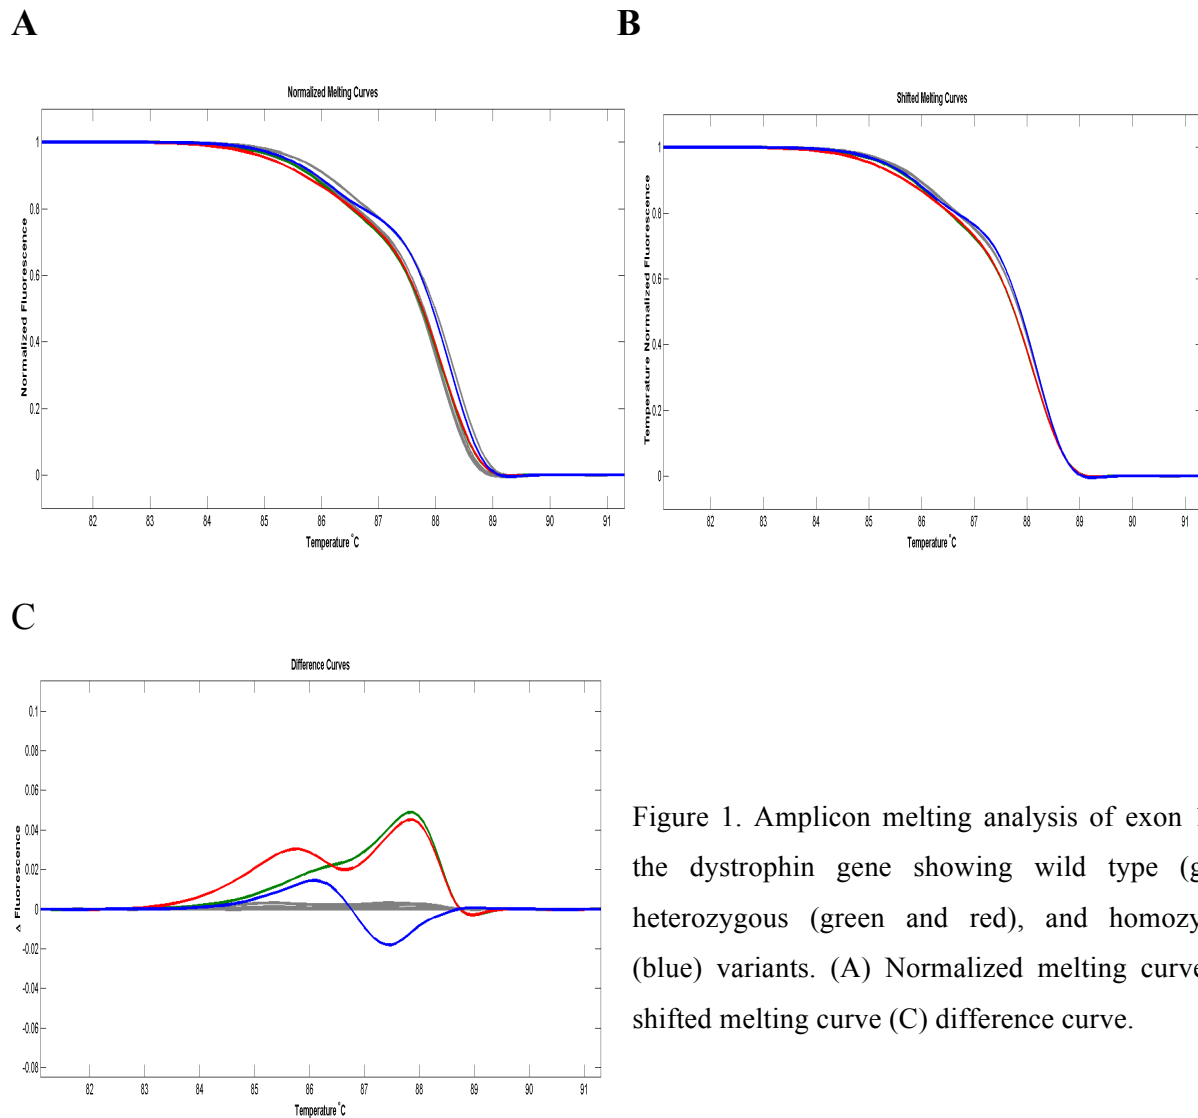 A
B
Normalized Melting Curves
Normalized Fluorescence
1
0.8
0.6
0.4
0.2
0
82 83 84 85 86 87 88 89 90 91
Temperature °C
Shifted Melting Curves
Temperature Normalized Fluorescence
1
0.8
0.6
0.4
0.2
0
82 83 84 85 86 87 88 89 90 91
Temperature °C
C
Difference Curves
Δ Fluorescence
0.1
0.08
0.06
0.04
0.02
0
-0.02
-0.04
-0.06
-0.08
82 83 84 85 86 87 88 89 90 91
Temperature °C
Figure 1. Amplicon melting analysis of exon
the dystrophin gene showing wild type
heterozygous (green and red), and
(blue) variants. (A) Normalized melting
shifted melting curve (C) difference curve.